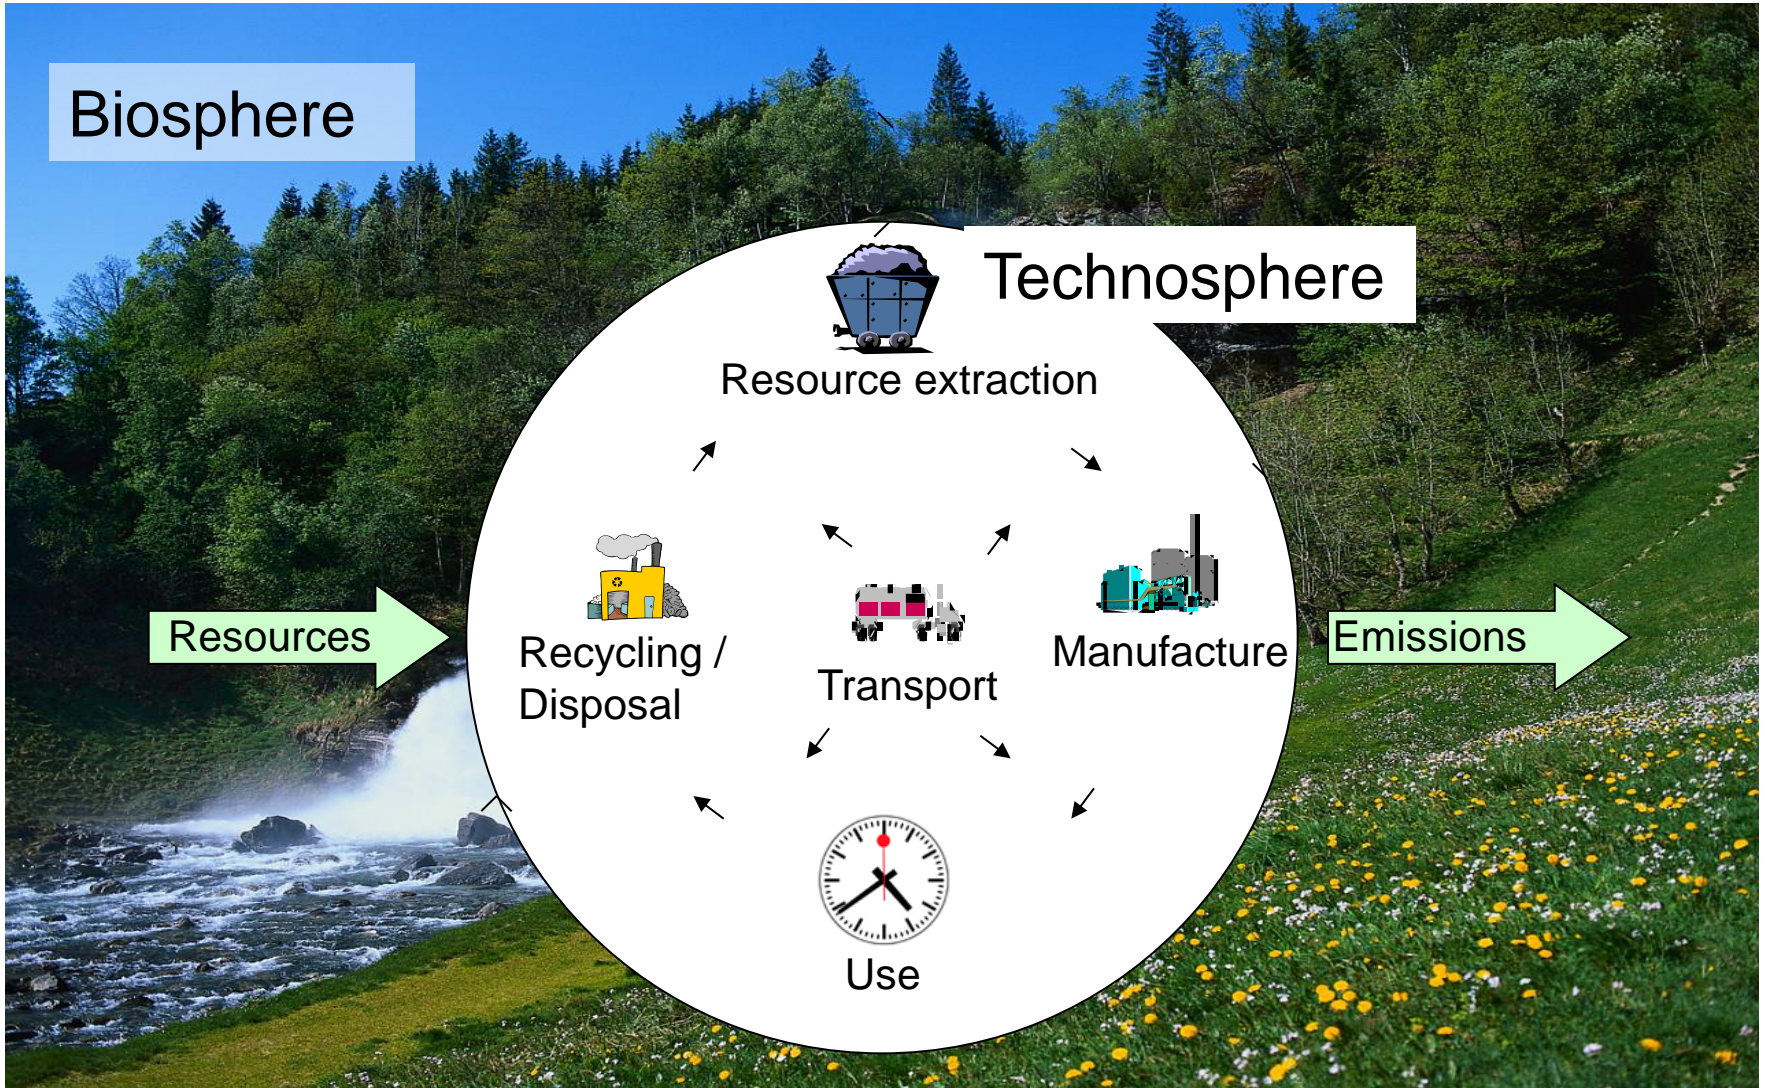 Biosphere
Technosphere
Resource extraction
Resources
Recycling /
Disposal
Transport
Manufacture
Emissions
Use